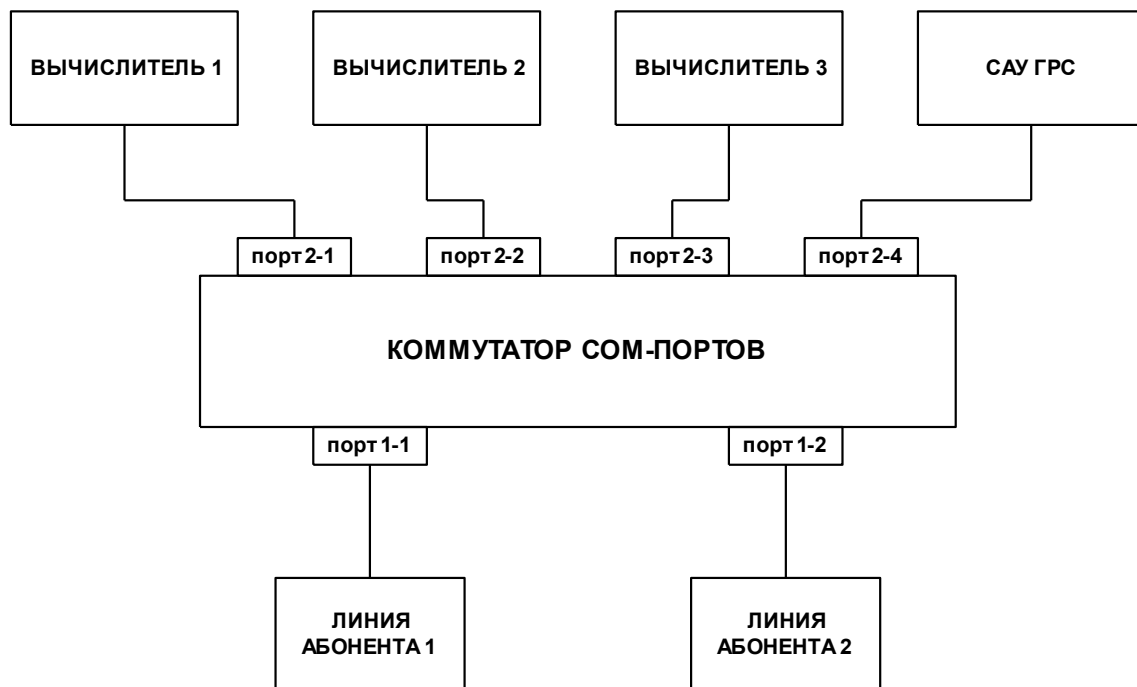 ВЫЧИСЛИТЕЛЬ 1
ВЫЧИСЛИТЕЛЬ 2
ВЫЧИСЛИТЕЛЬ 3
САУ ГРС
порт 2-1
порт 2-2
порт 2-3
порт 2-4
КОММУТАТОР COM-ПОРТОВ
порт 1-1
порт 1-2
ЛИНИЯ
АБОНЕНТА 1
ЛИНИЯ
АБОНЕНТА 2